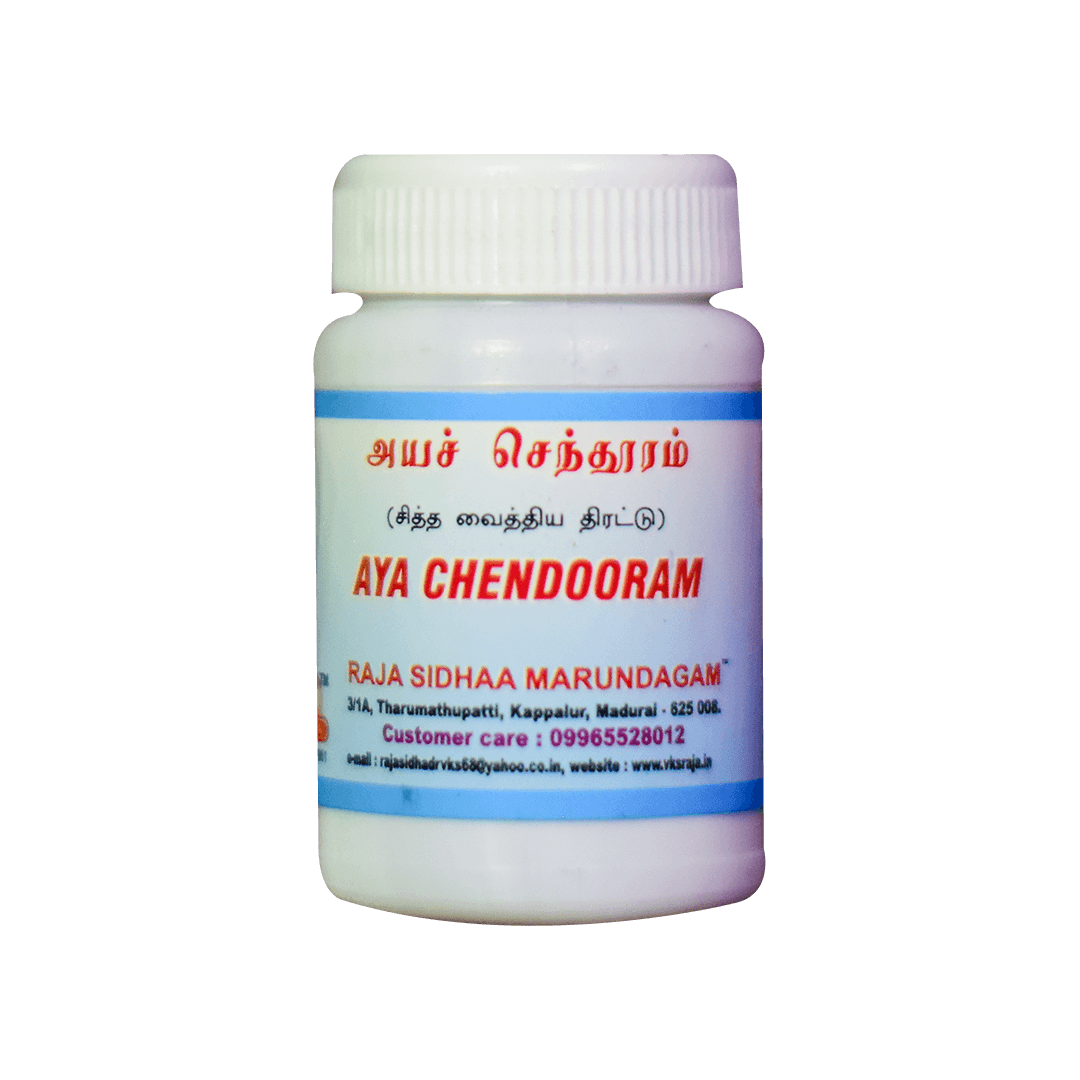 அயச் செந்தூரம்
(சித்த வைத்திய திரட்டு)
AYA CHENDOORAM
RAJA SIDHAA MARUNDAGAM™
3/1A, Tharumathupatti, Kappalur, Madurai - 625 008.
Customer care : 09965528012
e-mail : rajasidhadrvks68@yahoo.co.in, website : www.vksraja.in